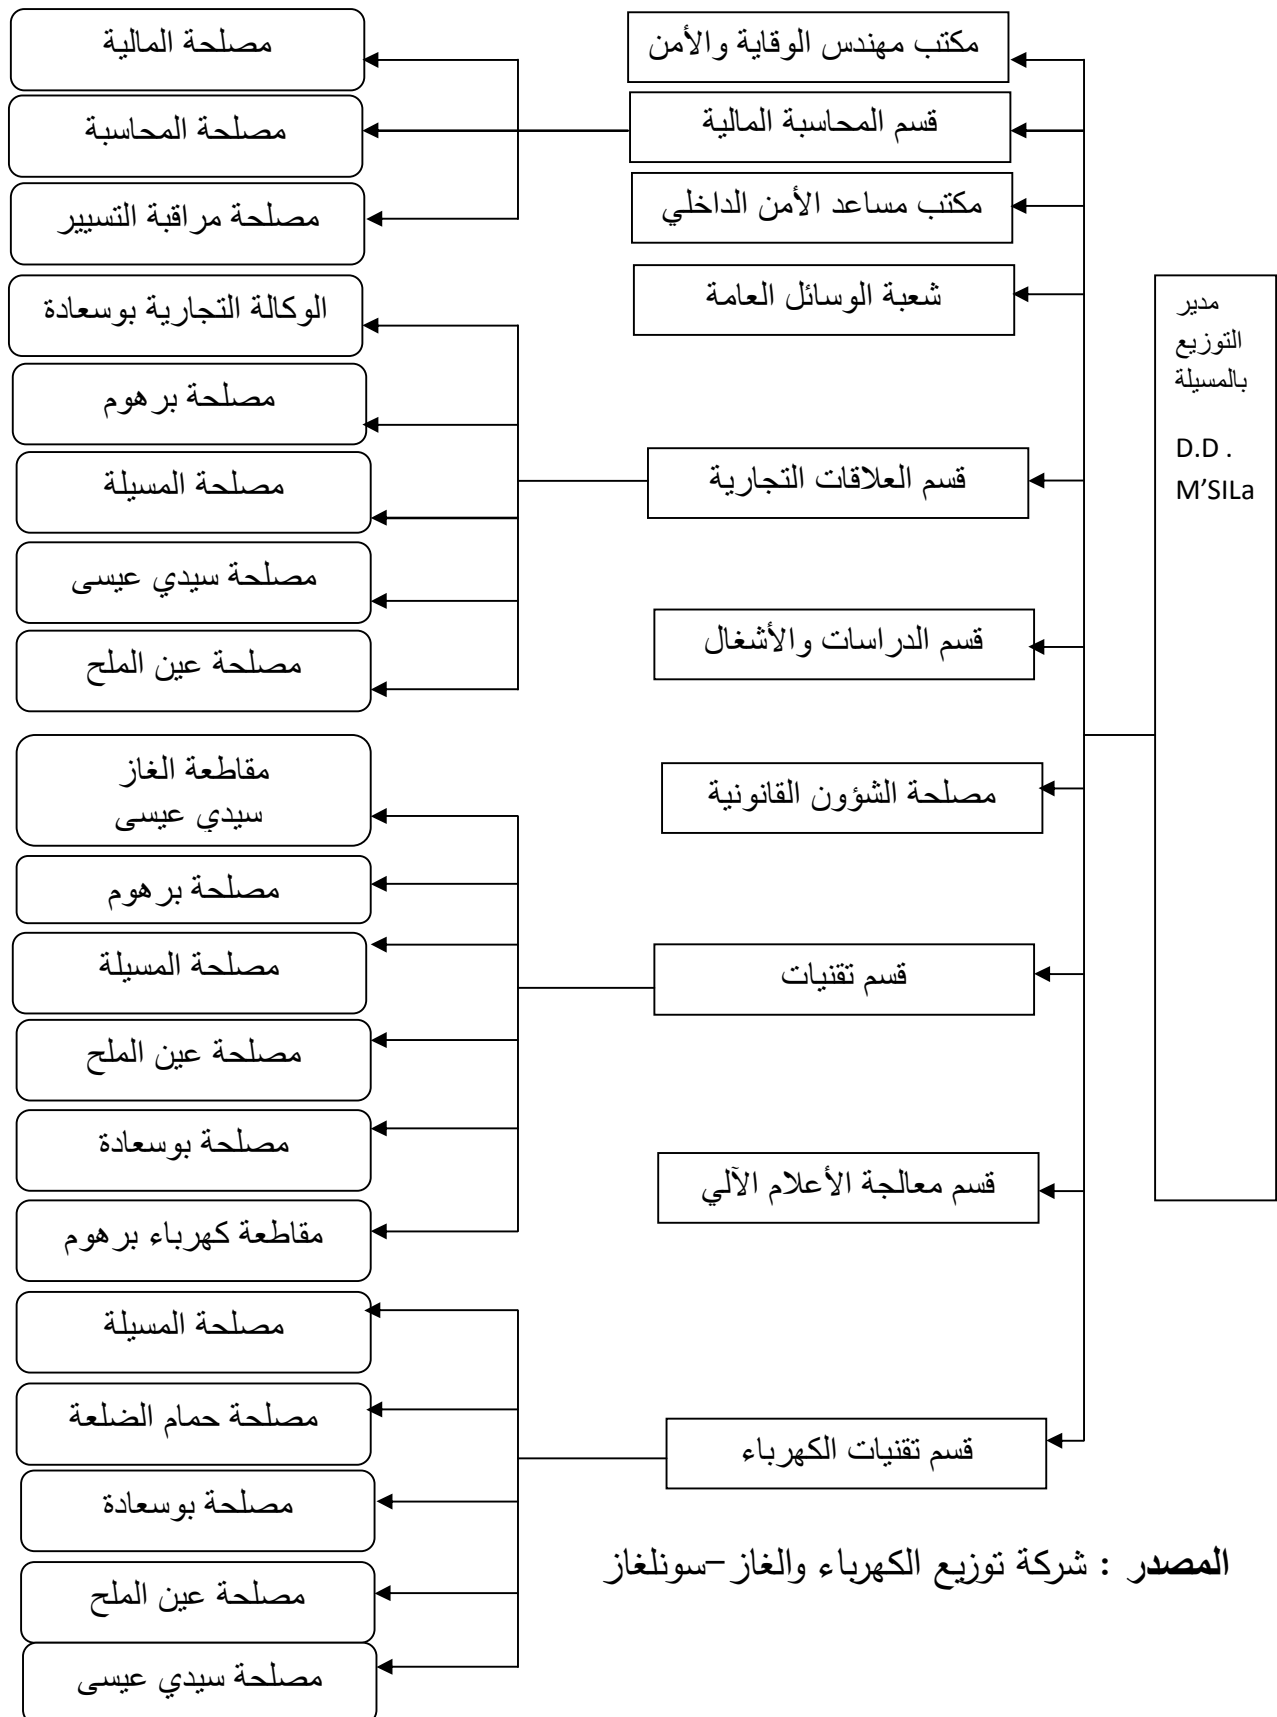 مدير
التوزيع
بالمسيلة
D.D .
M’SILa
مكتب مهندس الوقاية والأمن
قسم المحاسبة المالية
مكتب مساعد الأمن الداخلي
شعبة الوسائل العامة
قسم العلاقات التجارية
قسم الدراسات والأشغال
مصلحة الشؤون القانونية
قسم تقنيات
قسم معالجة الأعلام الآلي
قسم تقنيات الكهرباء
مصلحة المالية
مصلحة المحاسبة
مصلحة مراقبة التسيير
الوكالة التجارية بوسعادة
مصلحة برهوم
مصلحة المسيلة
مصلحة سيدي عيسى
مصلحة عين الملح
مقاطعة الغاز
سيدي عيسى
مصلحة برهوم
مصلحة المسيلة
مصلحة عين الملح
مصلحة بوسعادة
مقاطعة كهرباء برهوم
مصلحة المسيلة
مصلحة حمام الضلعة
مصلحة بوسعادة
مصلحة عين الملح
مصلحة سيدي عيسى
المصدر : شركة توزيع الكهرباء والغاز –سونلغاز